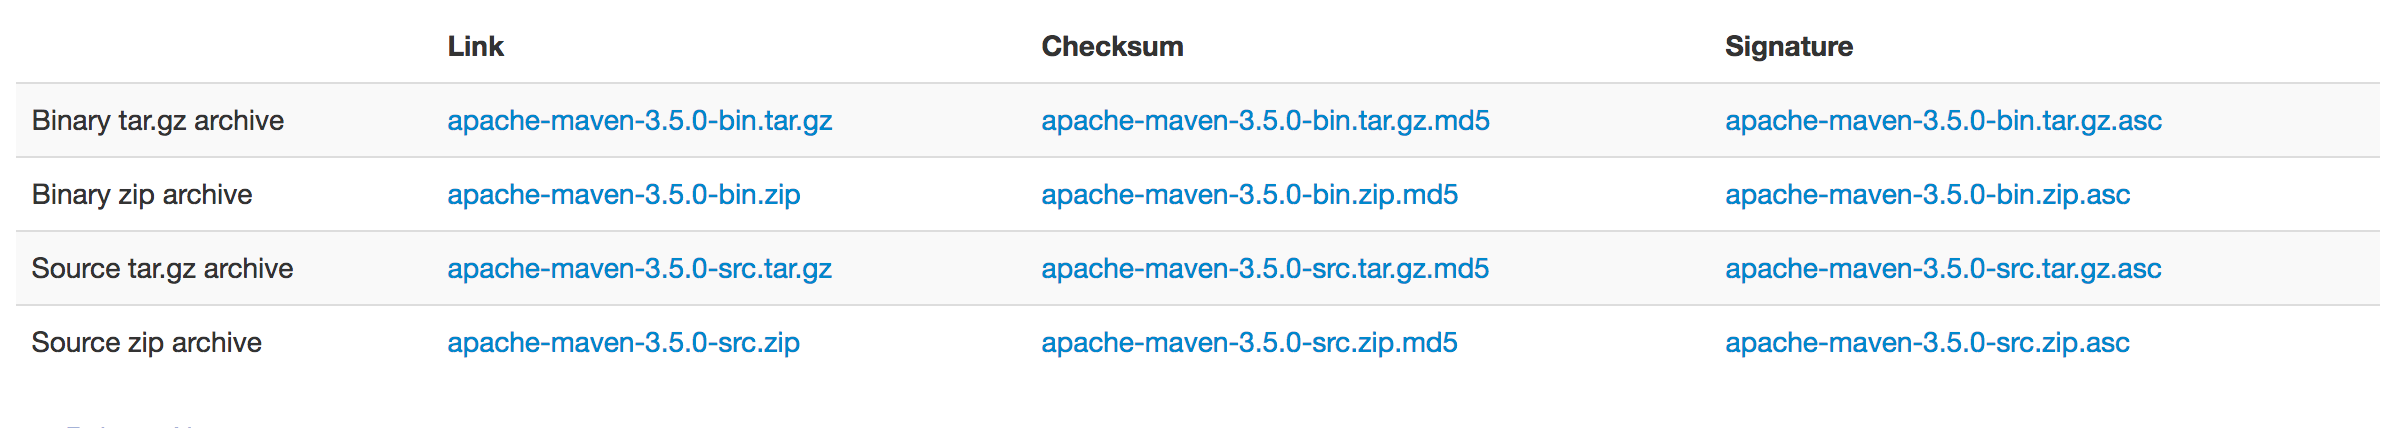 Link Checksum Signature
Binary tar.gz archive apache-maven-3.5.0-bin.tar.gz apache-maven-3.5.0-bin.tar.gz.md5 apache-maven-3.5.0-bin.tar.gz.asc
Binary zip archive apache-maven-3.5.0-bin.zip apache-maven-3.5.0-bin.zip.md5 apache-maven-3.5.0-bin.zip.asc
Source tar.gz archive apache-maven-3.5.0-src.tar.gz apache-maven-3.5.0-src.tar.gz.md5 apache-maven-3.5.0-src.tar.gz.asc
Source zip archive apache-maven-3.5.0-src.zip apache-maven-3.5.0-src.zip.md5 apache-maven-3.5.0-src.zip.asc